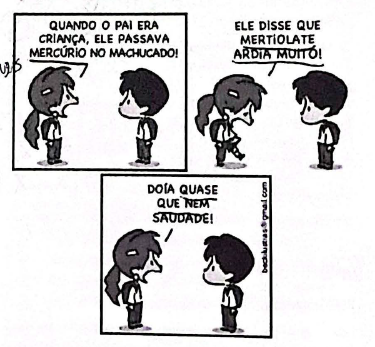 QUANDO O PAI ERA
CRIANÇA, ELE PASSAVA
MERCÚRIO NO MACHUCADO!
ELE DISSE QUE
MERTIOLATE
ARDIA MUITO!
DOÍA QUASE
QUE NEM
SAUDADE!